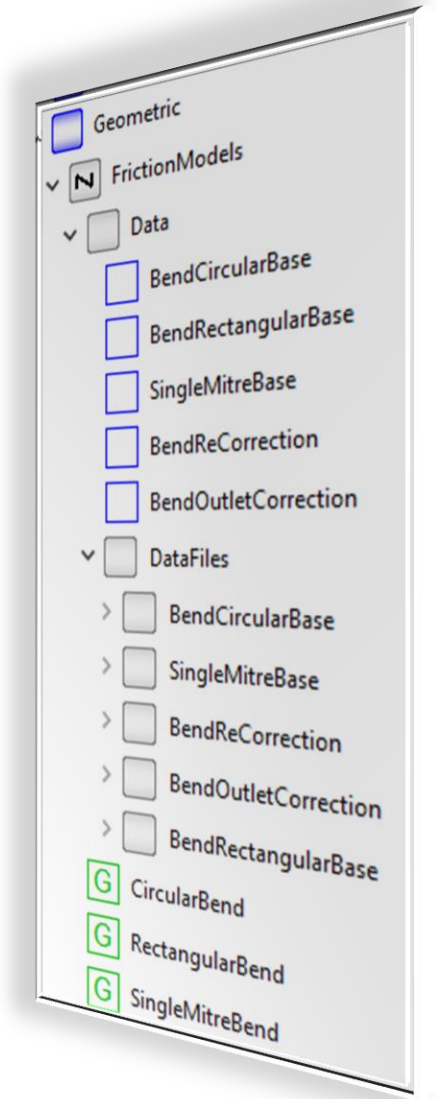 Geometric
N FrictionModels
Data
BendCircularBase
BendRectangularBase
SingleMitreBase
BendReCorrection
BendOutletCorrection
DataFiles
BendCircularBase
SingleMitreBase
BendReCorrection
BendOutletCorrection
BendRectangularBase
G CircularBend
G RectangularBend
G SingleMitreBend